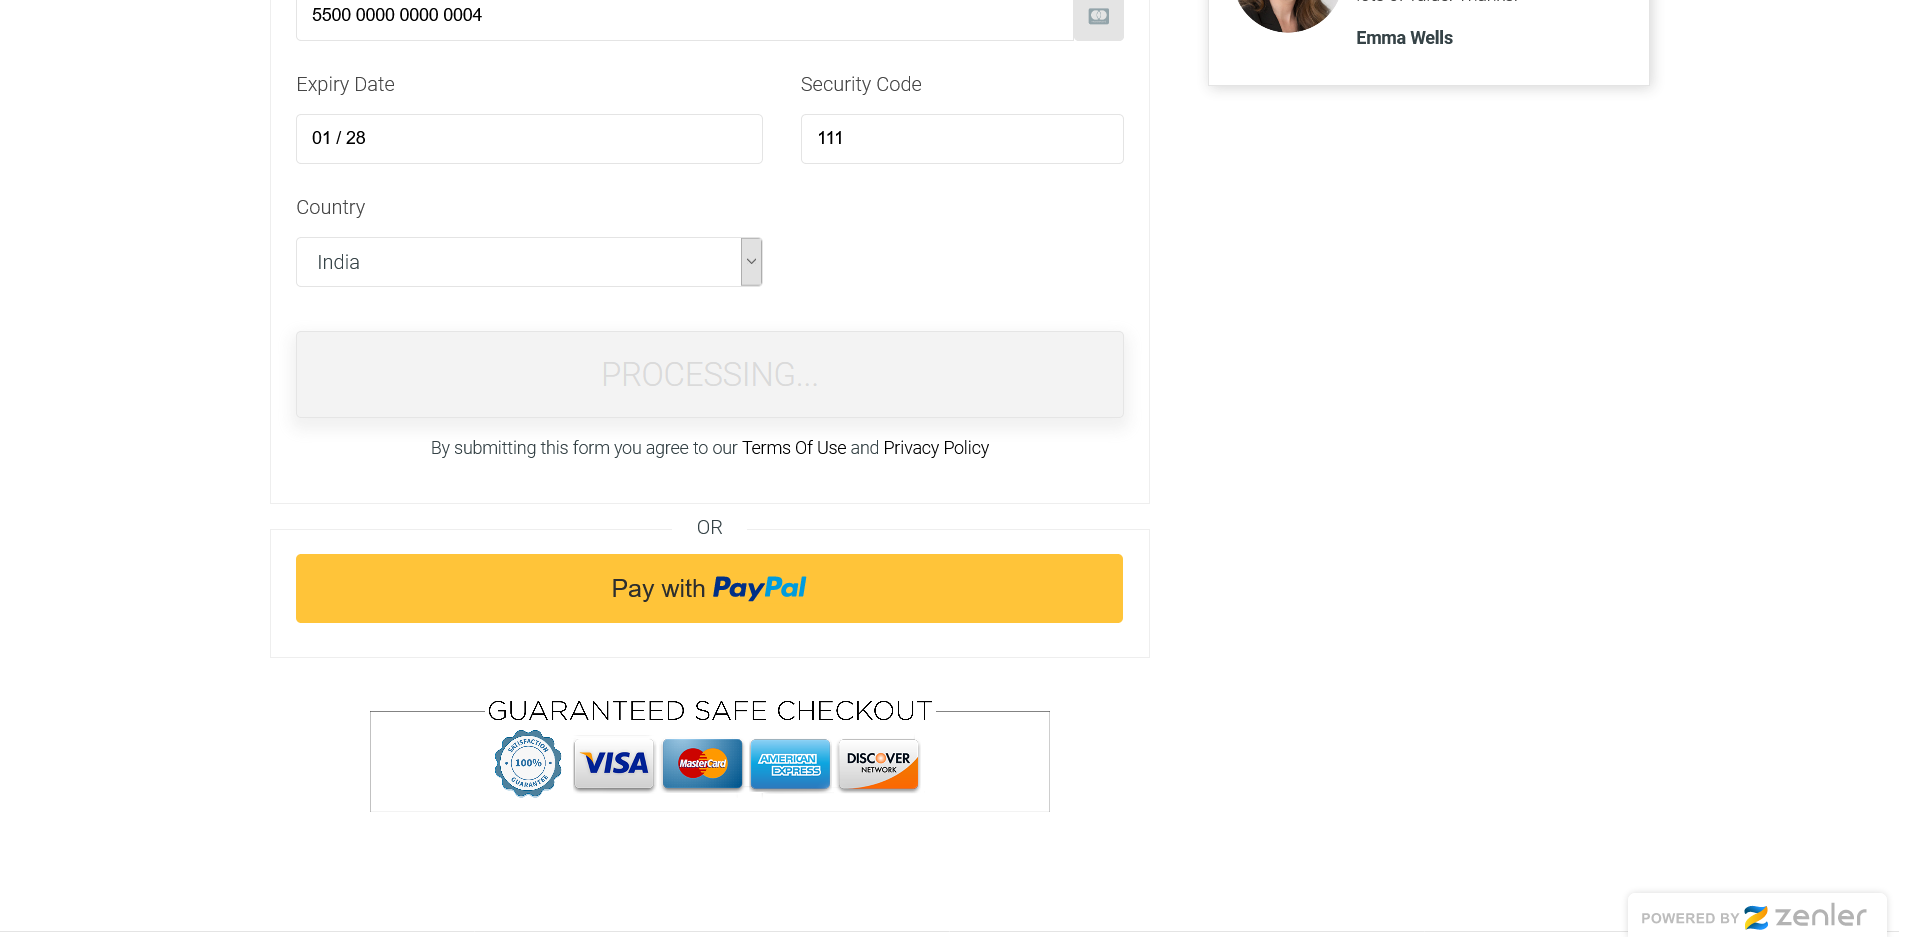 5500 0000 0000 0004
Emma Wells
Expiry Date
Security Code
01 / 28
111
Country
India
PROCESSING...
By submitting this form you agree to our Terms Of Use and Privacy Policy
OR
Pay with PayPal
GUARANTEED SAFE CHECKOUT
SATISFACTION
100%
GUARANTEE
VISA
MasterCard
AMERICAN
EXPRESS
DISCOVER
NETWORK
POWERED BY zenler